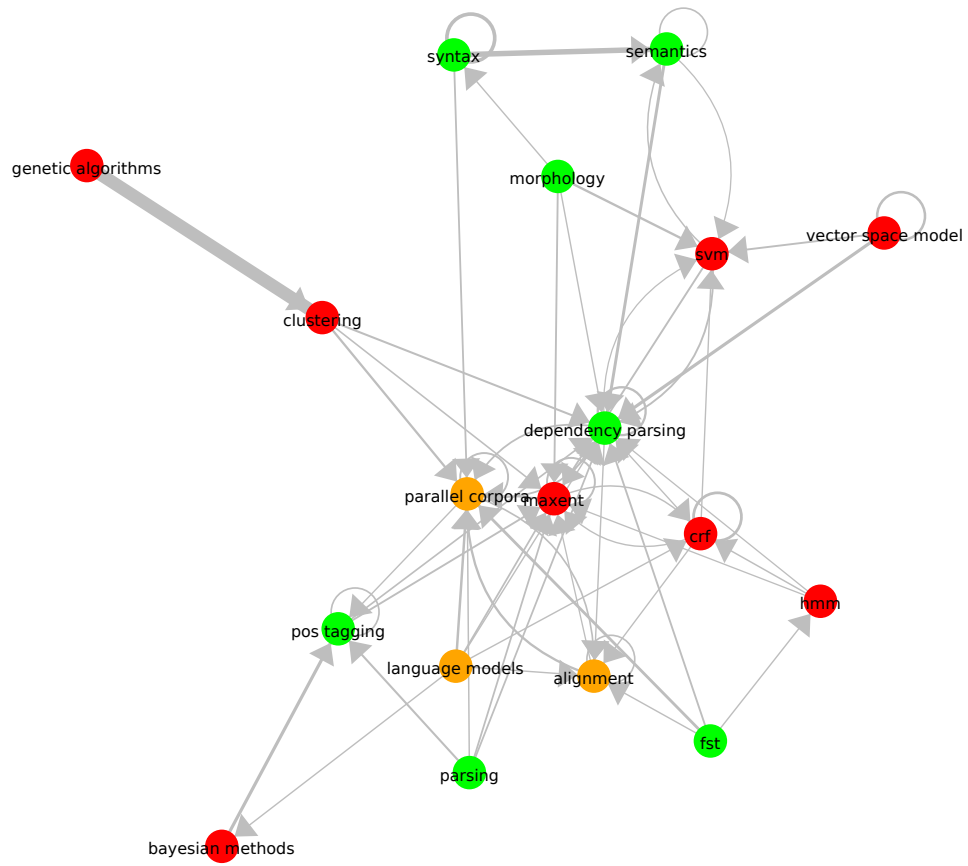 syntax
semantics
genetic algorithms
morphology
vector space model
svm
clustering
dependency parsing
parallel corpora
maxent
crf
hmm
pos tagging
language models
alignment
fst
parsing
bayesian methods